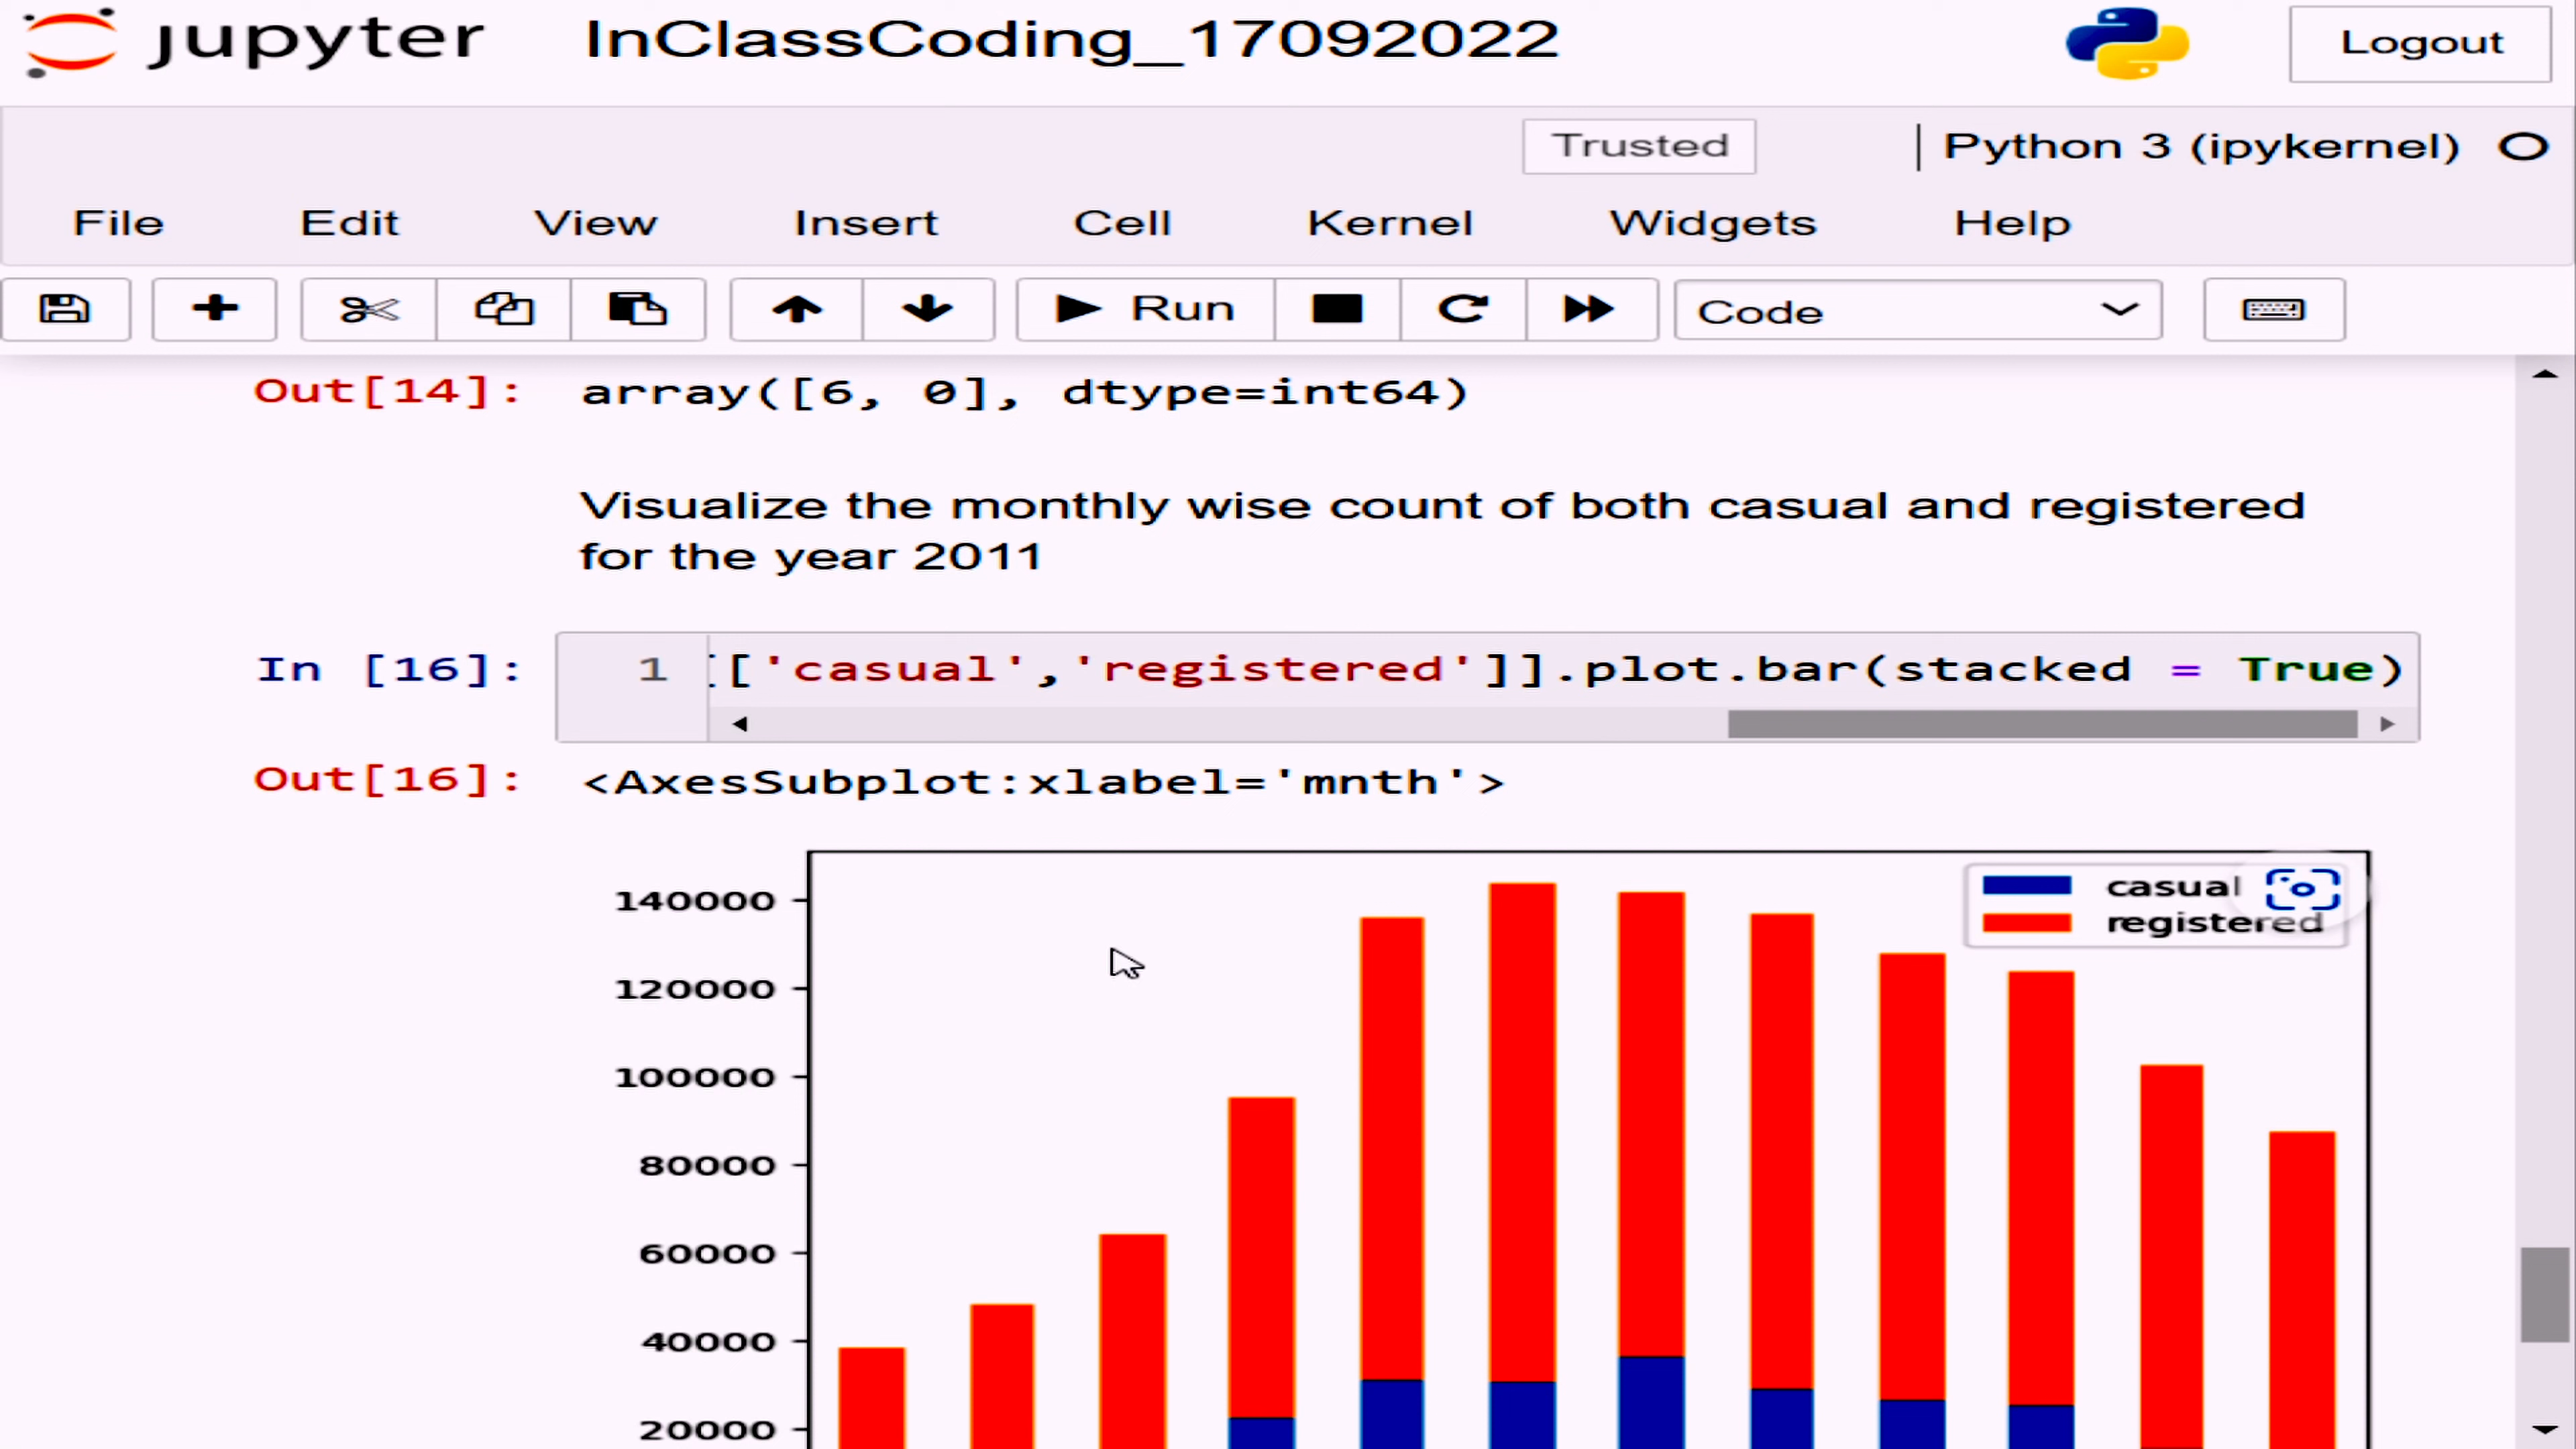 jupyter InClassCoding_17092022 Logout
Trusted | Python 3 (ipykernel)
File Edit View Insert Cell Kernel Widgets Help
Run Code
Out[14]: array([6, 0], dtype=int64)
Visualize the monthly wise count of both casual and registered
for the year 2011
In [16]: 1 [['casual','registered']].plot.bar(stacked = True)
Out[16]: <AxesSubplot:xlabel='mnth'>
casual
registered
140000
120000
100000
80000
60000
40000
20000